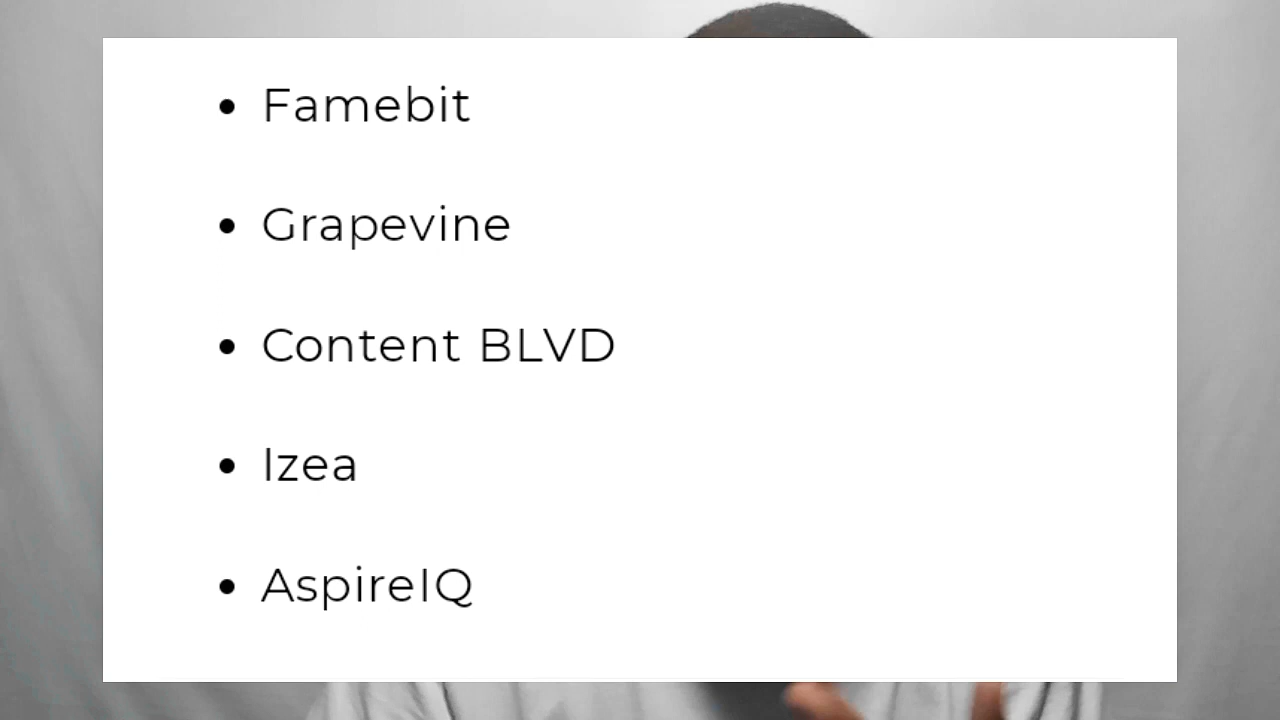 • Famebit
• Grapevine
• Content BLVD
• Izea
• AspireIQ